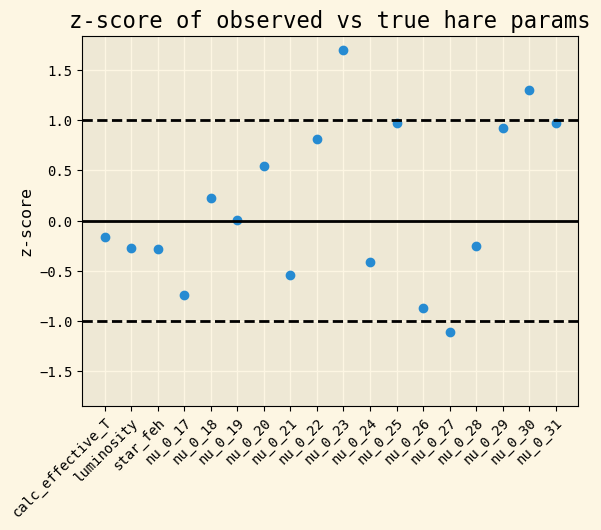 z-score of observed vs true hare params
z-score
1.5
1.0
0.5
0.0
−0.5
−1.0
−1.5
calc_effective_T
luminosity
star_feh
nu_0_17
nu_0_18
nu_0_19
nu_0_20
nu_0_21
nu_0_22
nu_0_23
nu_0_24
nu_0_25
nu_0_26
nu_0_27
nu_0_28
nu_0_29
nu_0_30
nu_0_31